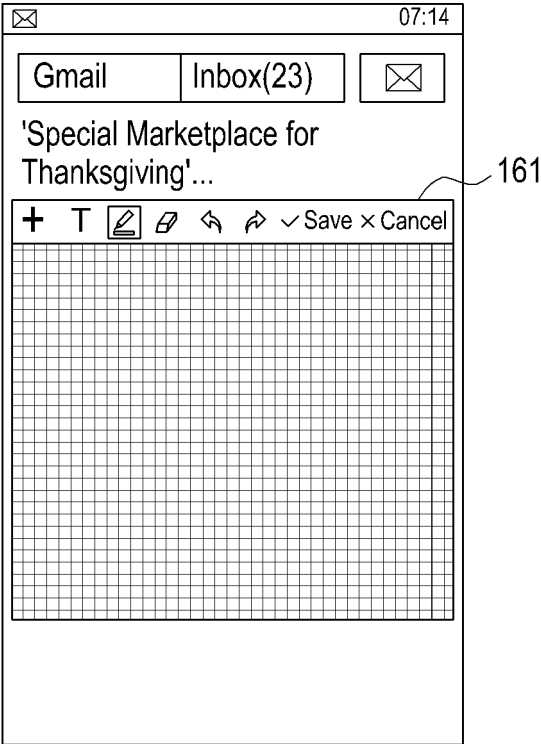 07:14
Gmail Inbox(23)
'Special Marketplace for
Thanksgiving'...
161
T Save Cancel